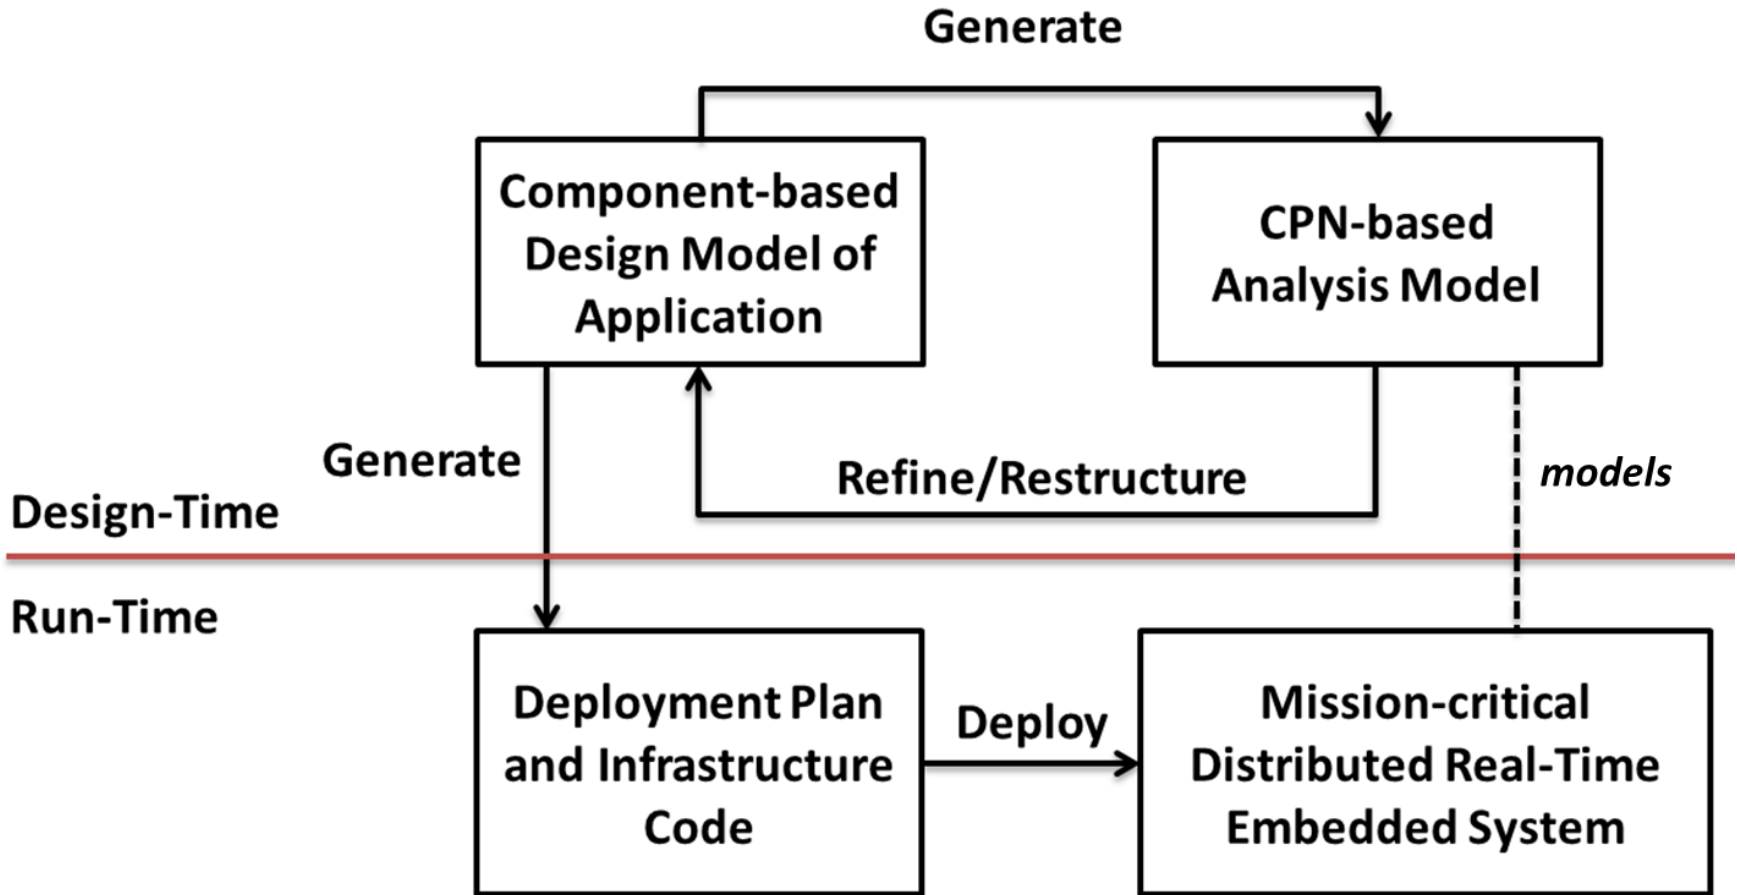 Generate
Component-based
Design Model of
Application
CPN-based
Analysis Model
Generate
Refine/Restructure
models
Design-Time
Run-Time
Deployment Plan
and Infrastructure
Code
Deploy
Mission-critical
Distributed Real-Time
Embedded System